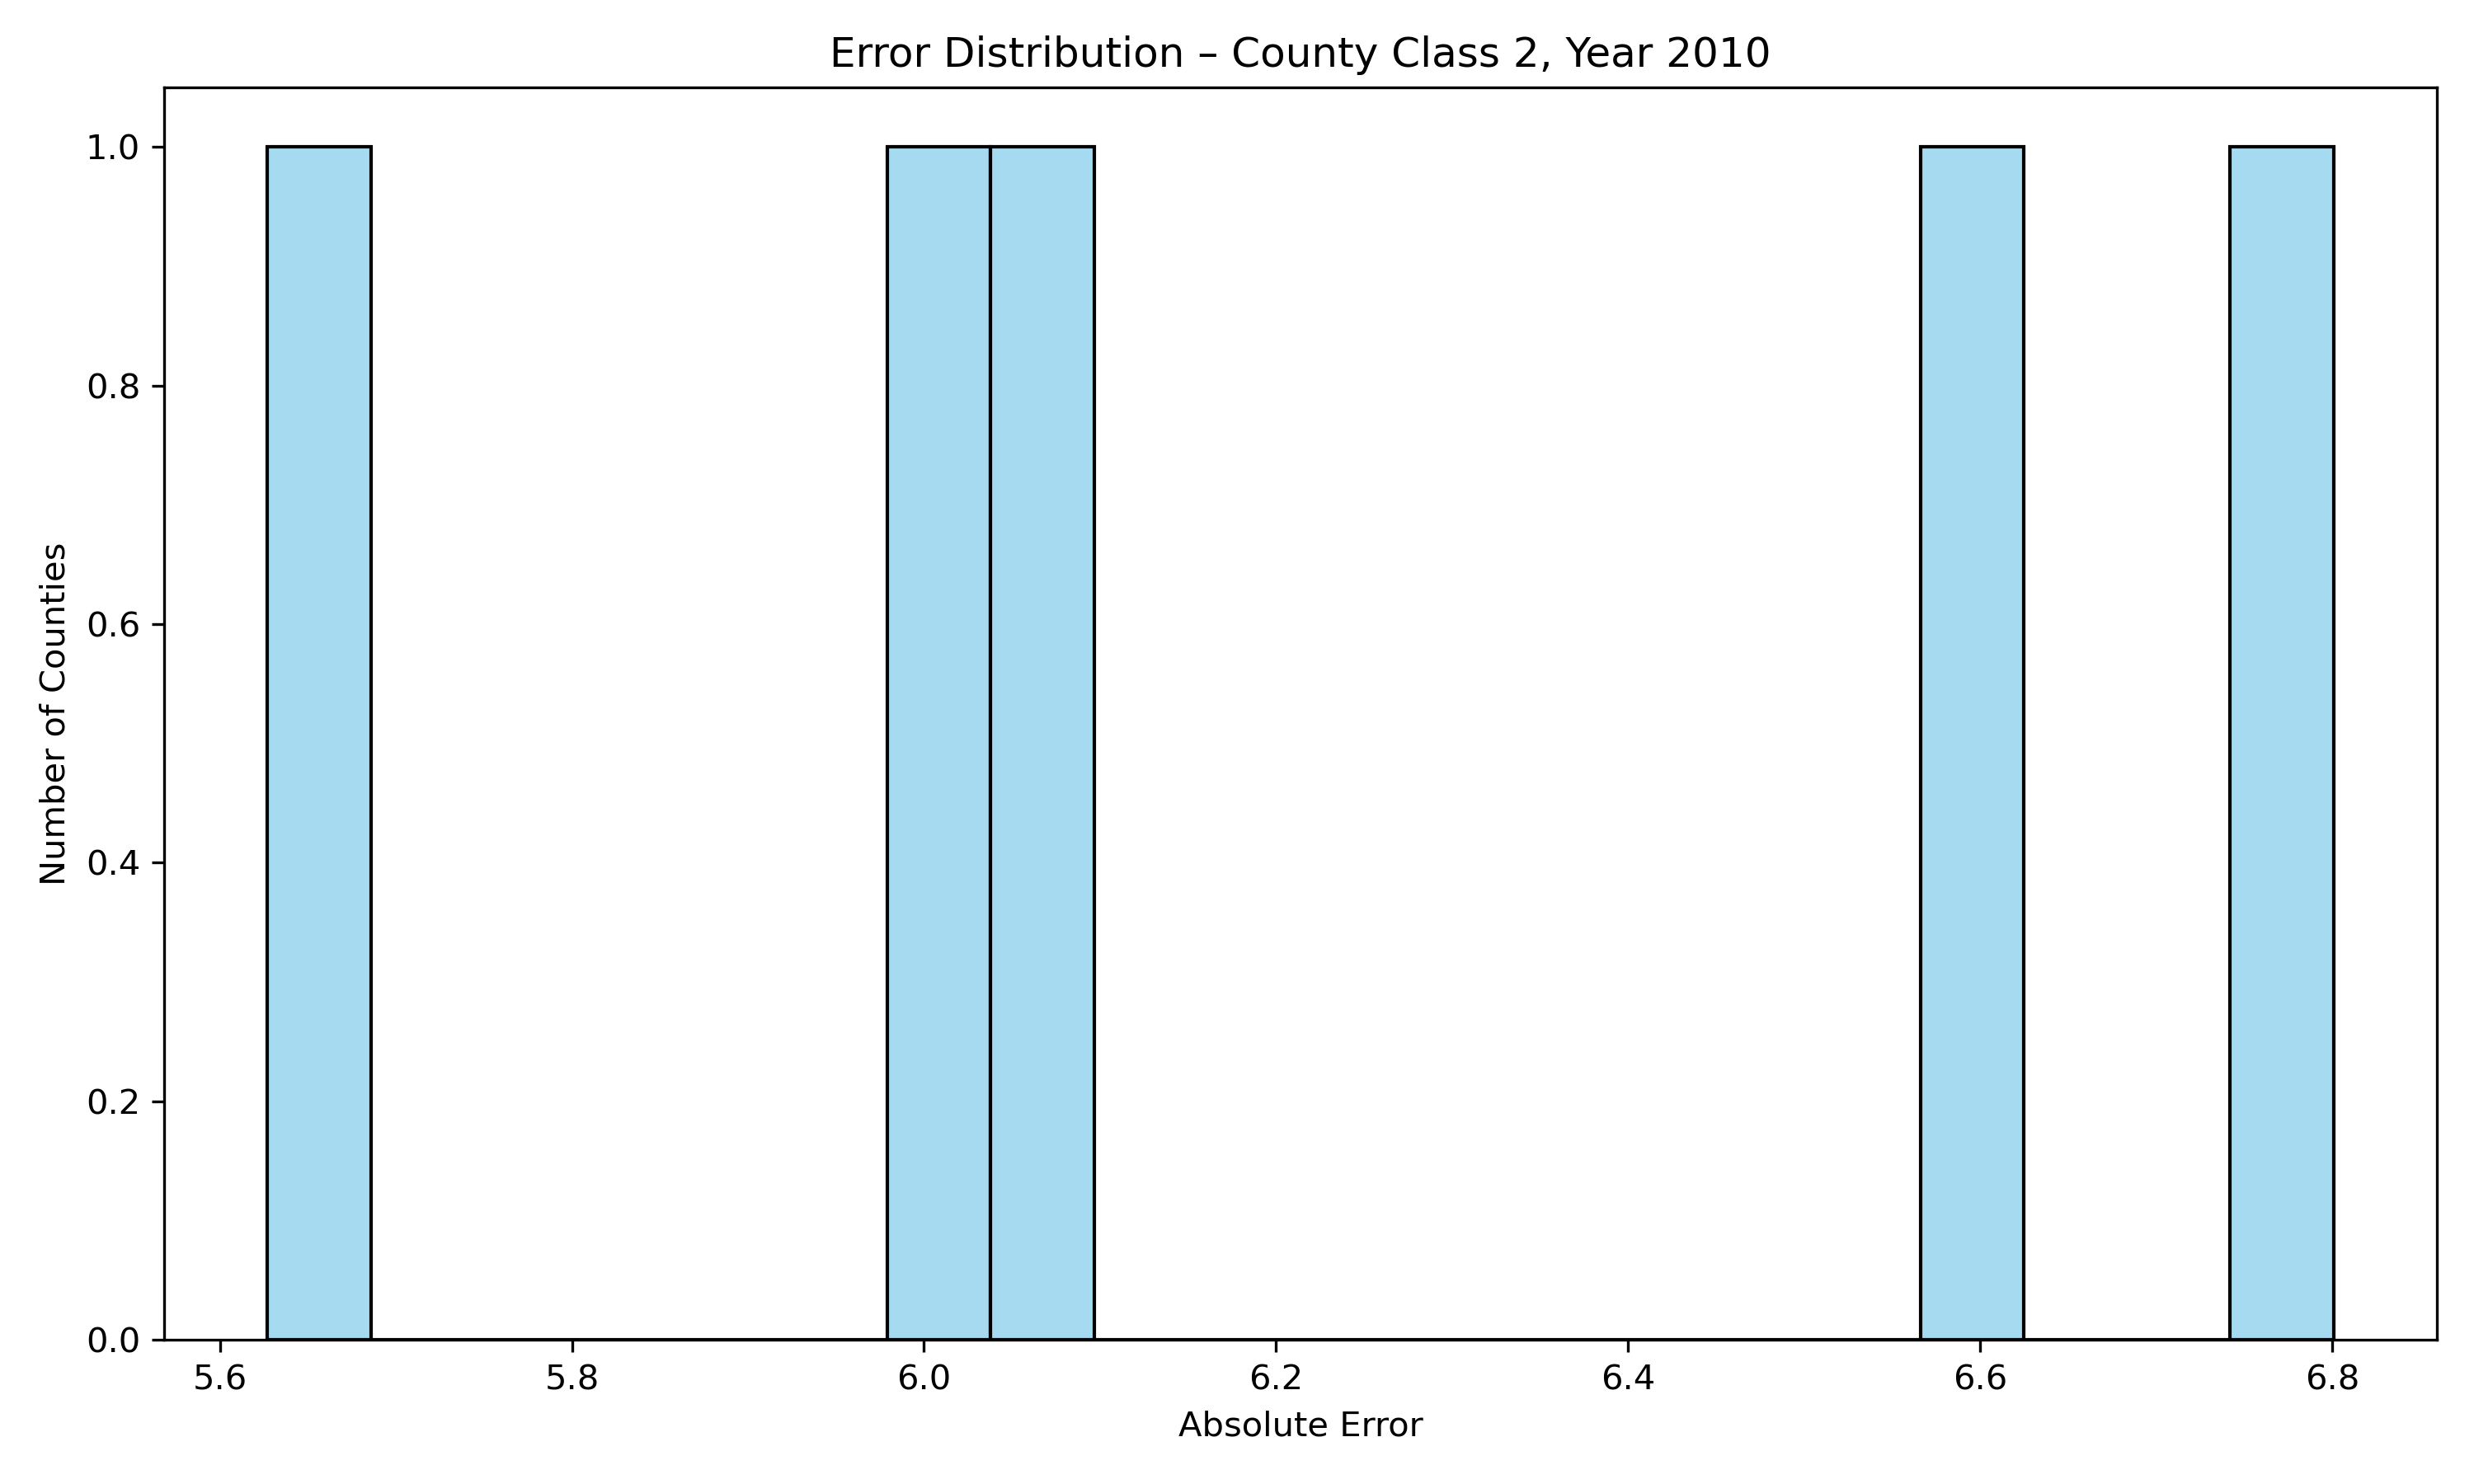 Error Distribution – County Class 2, Year 2010
Number of Counties
1.0
0.8
0.6
0.4
0.2
0.0
5.6 5.8 6.0 6.2 6.4 6.6 6.8
Absolute Error